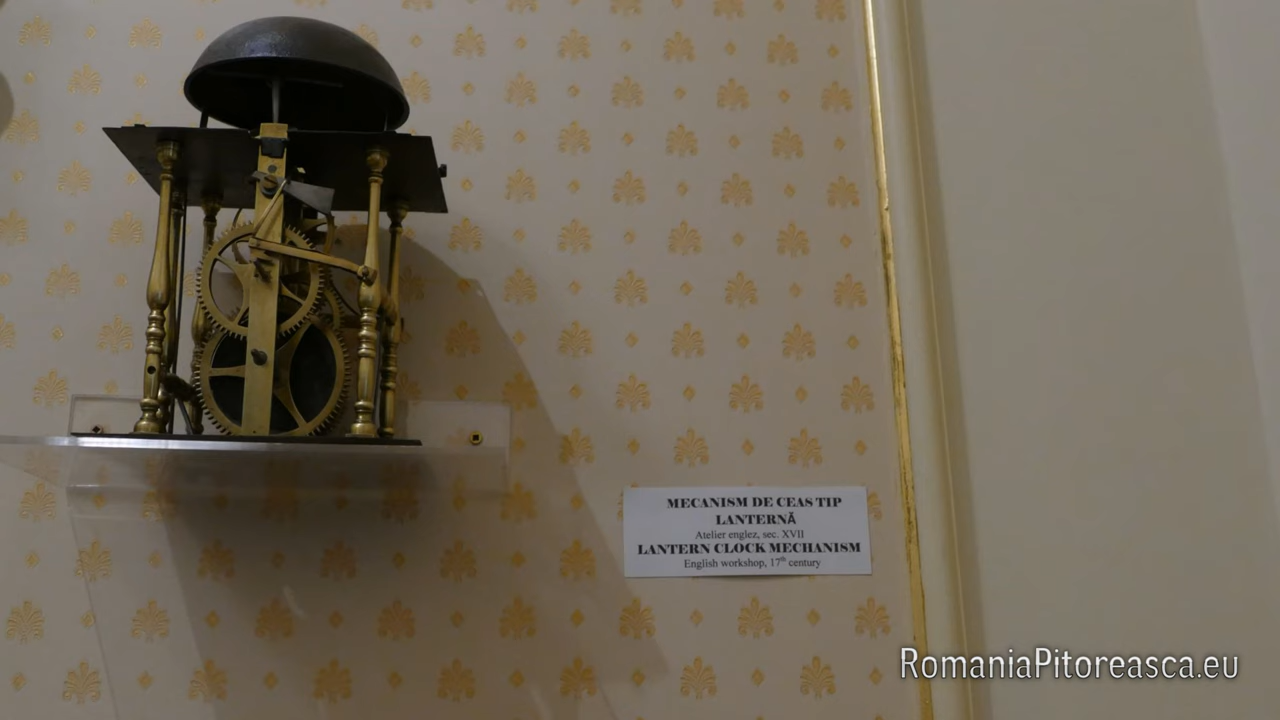 MECANISM DE CEAS TIP
LANTERNĂ
Atelier englez, sec. XVII
LANTERN CLOCK MECHANISM
English workshop, 17th century
RomaniaPitoreasca.eu